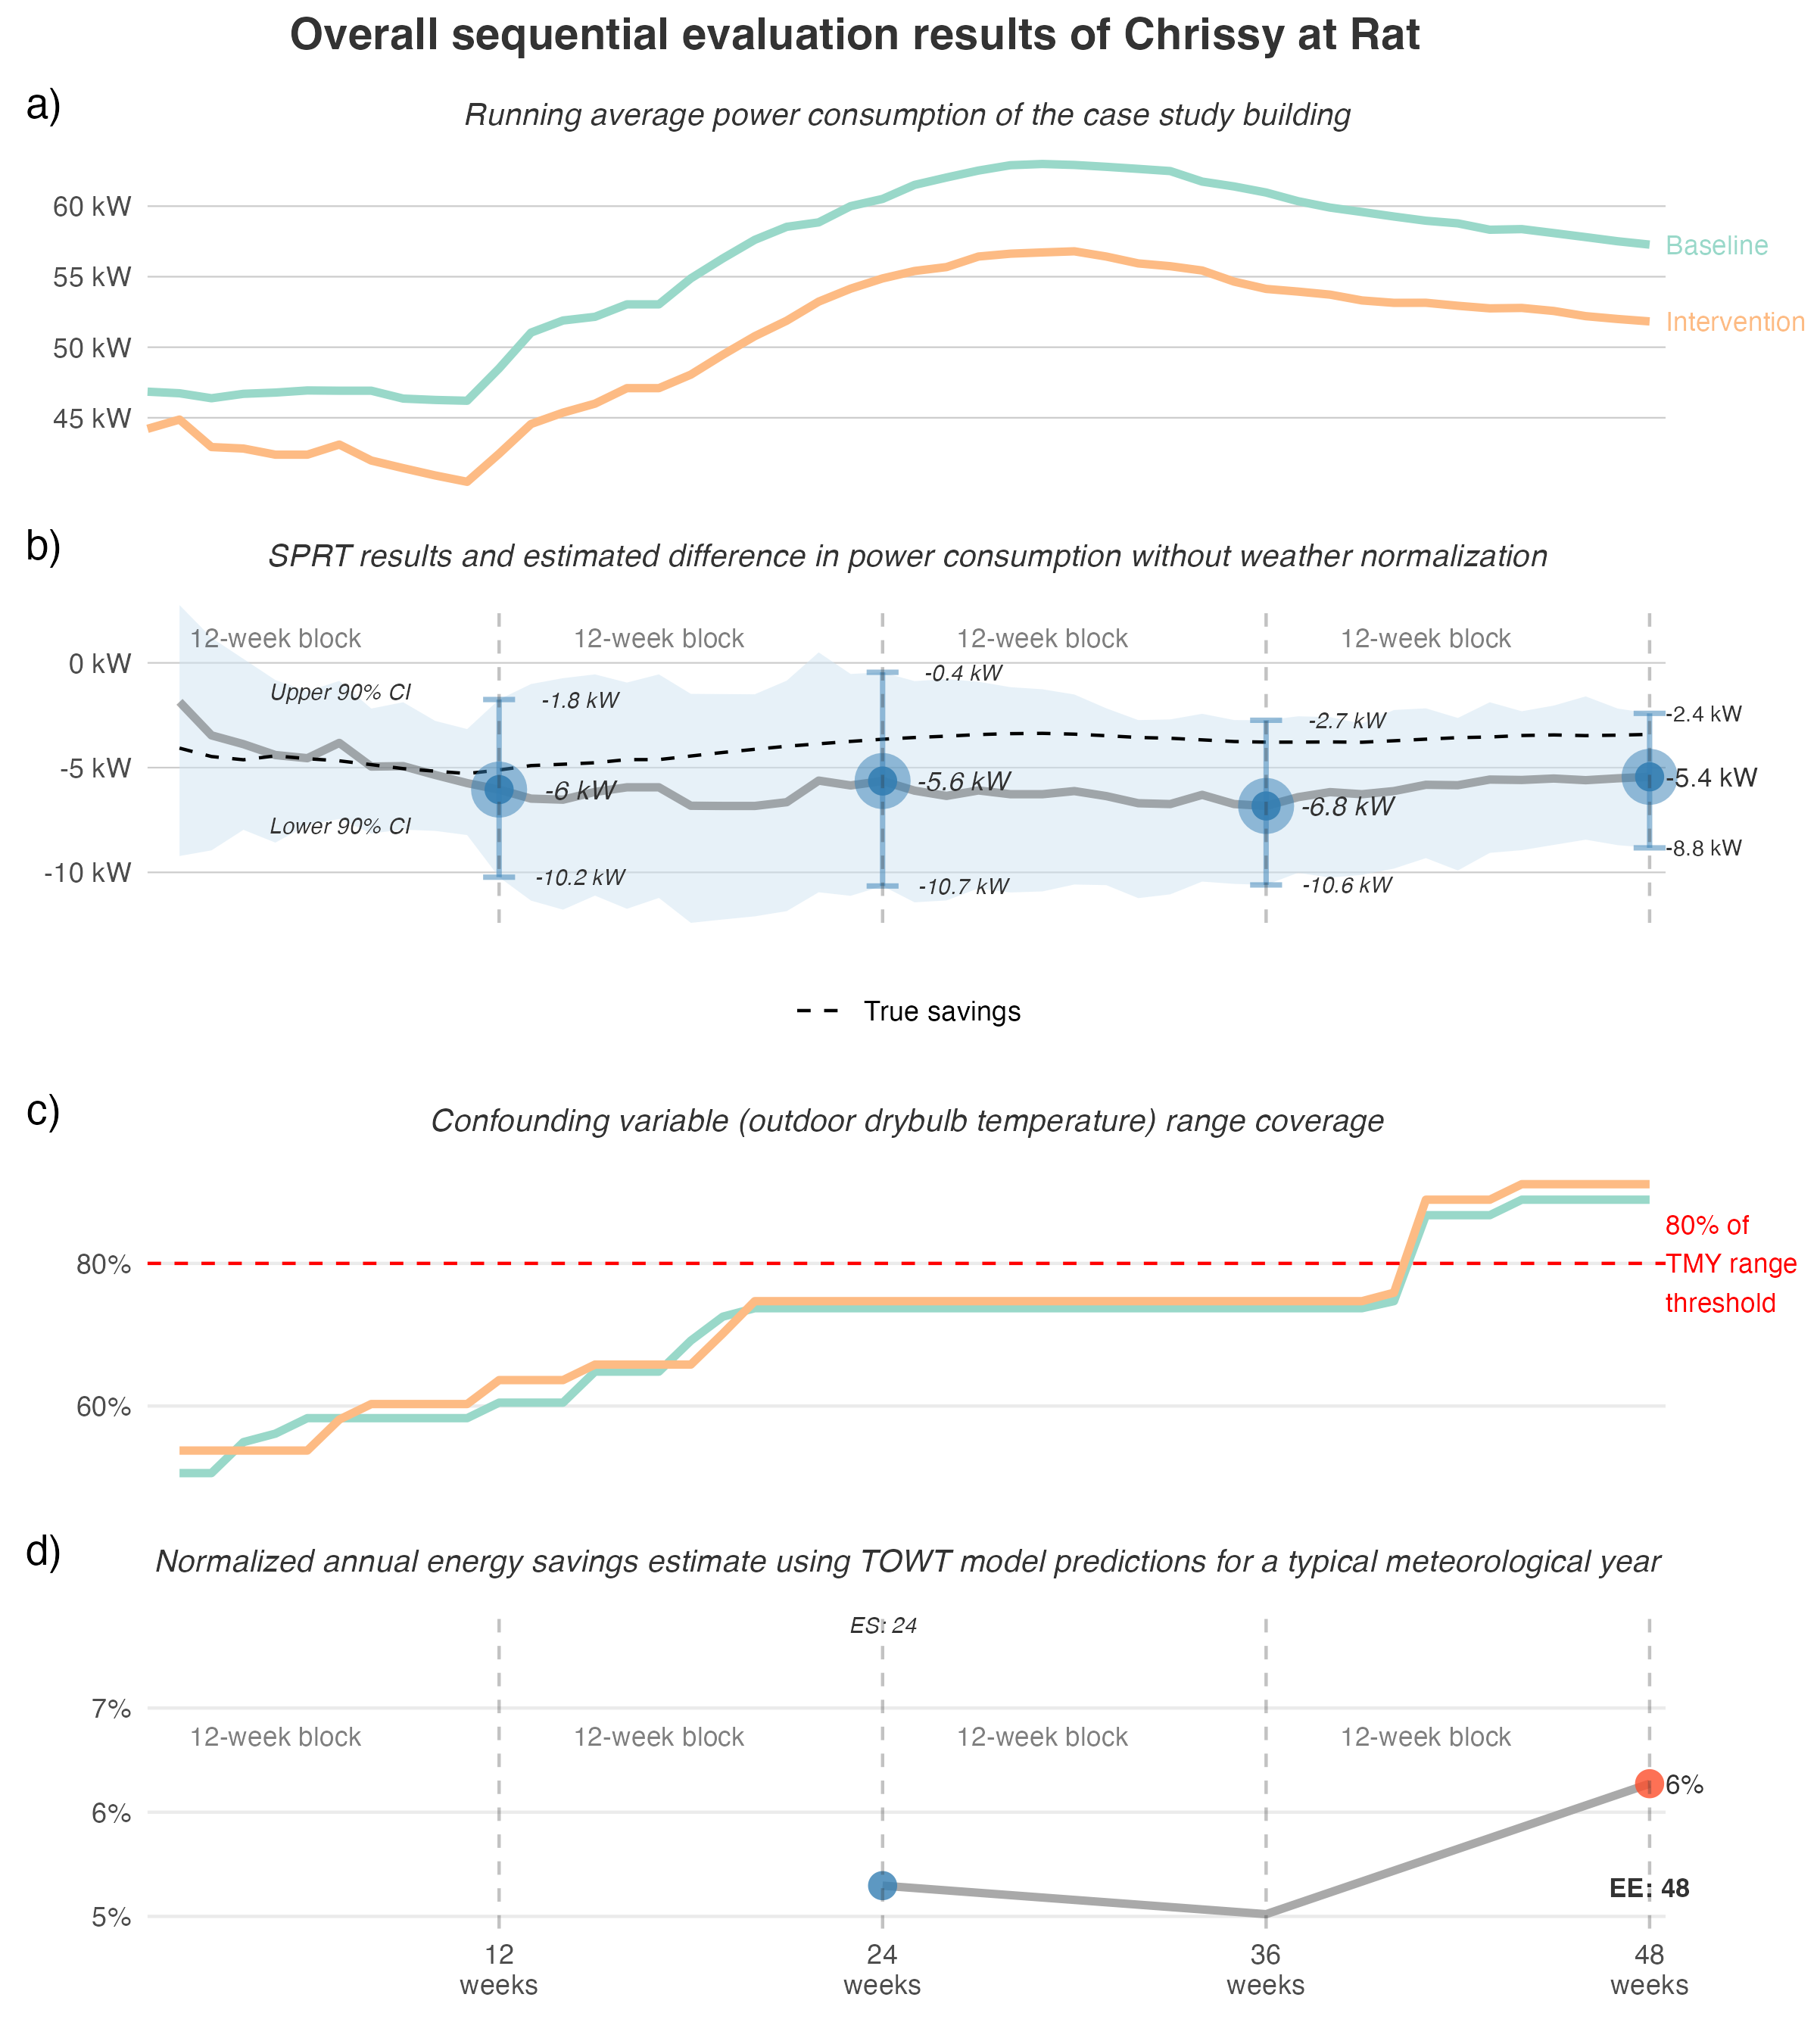 Overall sequential evaluation results of Chrissy at Rat
a)
Running average power consumption of the case study building
60 kW
55 kW
50 kW
45 kW
Baseline
Intervention
b)
SPRT results and estimated difference in power consumption without weather normalization
12-week block
12-week block
12-week block
12-week block
0 kW
-5 kW
-10 kW
Upper 90% CI
Lower 90% CI
-1.8 kW
-6 kW
-10.2 kW
-0.4 kW
-5.6 kW
-10.7 kW
-2.7 kW
-6.8 kW
-10.6 kW
-2.4 kW
-5.4 kW
-8.8 kW
True savings
c)
Confounding variable (outdoor drybulb temperature) range coverage
80%
60%
80% of
TMY range
threshold
d)
Normalized annual energy savings estimate using TOWT model predictions for a typical meteorological year
ES: 24
7%
6%
5%
12-week block
12-week block
12-week block
12-week block
6%
EE: 48
12
weeks
24
weeks
36
weeks
48
weeks